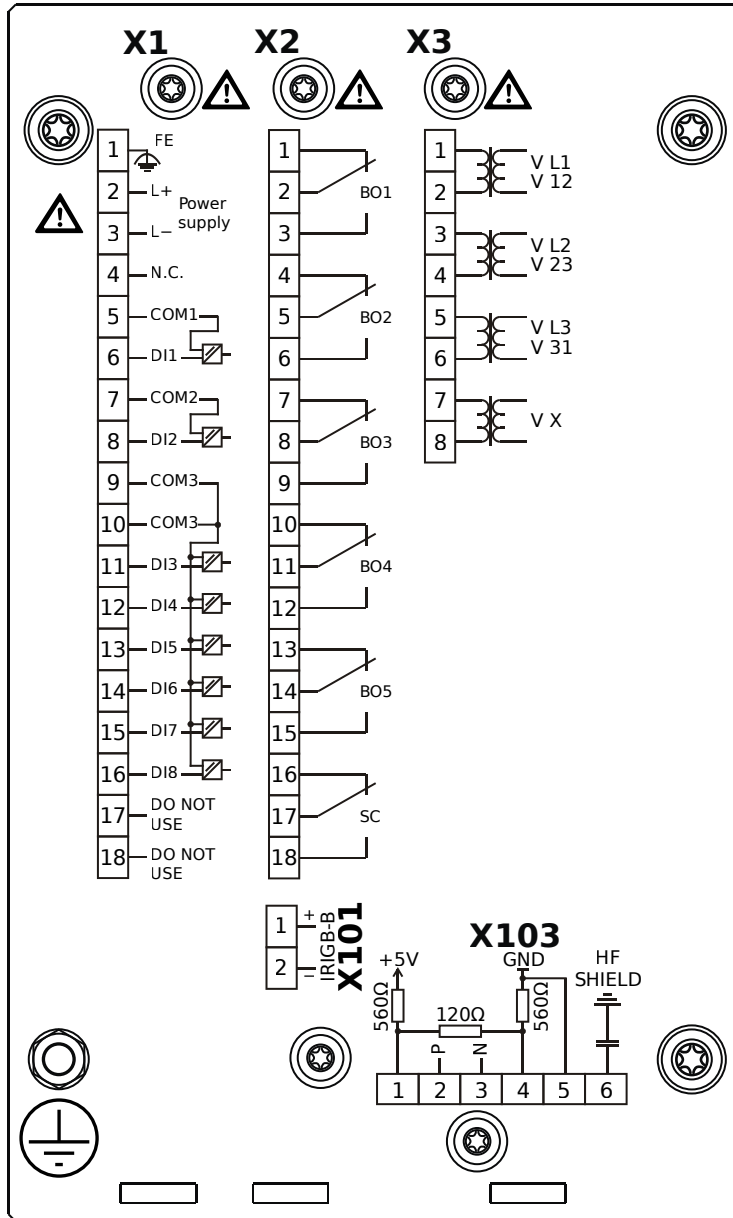 X1
X2
X3
1 FE
2 L+
Power
supply
3 L−
4 N.C.
5 COM1
6 DI1
7 COM2
8 DI2
9 COM3
10 COM3
11 DI3
12 DI4
13 DI5
14 DI6
15 DI7
16 DI8
17 DO NOT
USE
18 DO NOT
USE
1
2 BO1
3
4
5 BO2
6
7
8 BO3
9
10
11 BO4
12
13
14 BO5
15
16
17 SC
18
1 V L1
2 V 12
3 V L2
4 V 23
5 V L3
6 V 31
7 V X
8
1 +
2 −
IRIGB-B
X101
X103
+5V
GND
HF
SHIELD
560Ω
120Ω
560Ω
P
N
1 2 3 4 5 6